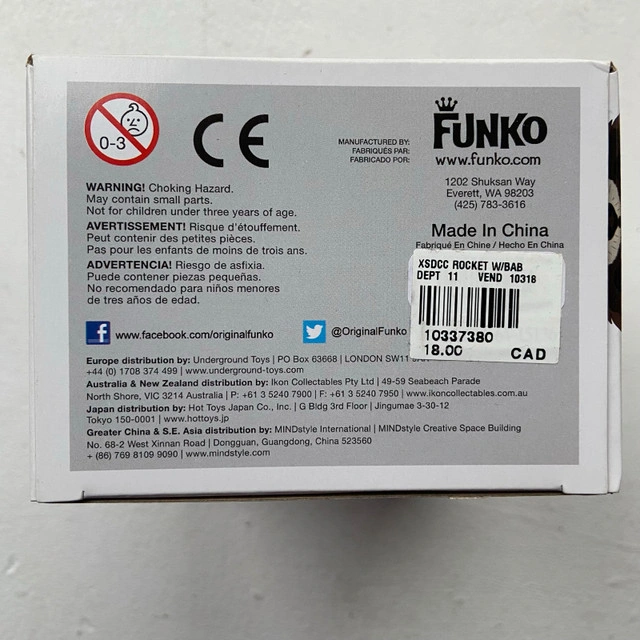 0-3
CE
MANUFACTURED BY:
FABRIQUÉS PAR:
FABRICADO POR:
FUNKO
www.funko.com
1202 Shuksan Way
Everett, WA 98203
(425) 783-3616
Made In China
Fabriqué En Chine / Hecho En China
WARNING! Choking Hazard.
May contain small parts.
Not for children under three years of age.
AVERTISSEMENT! Risque d'étouffement.
Peut contenir des petites pièces.
Pas pour les enfants de moins de trois ans.
ADVERTENCIA! Riesgo de asfixia.
Puede contener piezas pequeñas.
No recomendado para niños menores
de tres años de edad.
XSDCC ROCKET W/BAB
DEPT 11 VEND 10318
10337380
18.00 CAD
f www.facebook.com/originalfunko
@OriginalFunko
Europe distribution by: Underground Toys | PO Box 63668 | LONDON SW11
+44 (0) 1708 374 499 | www.underground-toys.com
Australia & New Zealand distribution by: Ikon Collectables Pty Ltd | 49-59 Seabeach Parade
North Shore, VIC 3214 Australia | P: +61 3 5240 7900 | F: +61 3 5240 7950 | www.ikoncollectables.com.au
Japan distribution by: Hot Toys Japan Co., Inc. | G Bldg 3rd Floor | Jingumae 3-30-12
Tokyo 150-0001 | www.hottoys.jp
Greater China & S.E. Asia distribution by: MINDstyle International | MINDstyle Creative Space Building
No. 68-2 West Xinnan Road | Dongguan, Guangdong, China 523560
+ (86) 769 8109 9090 | www.mindstyle.com